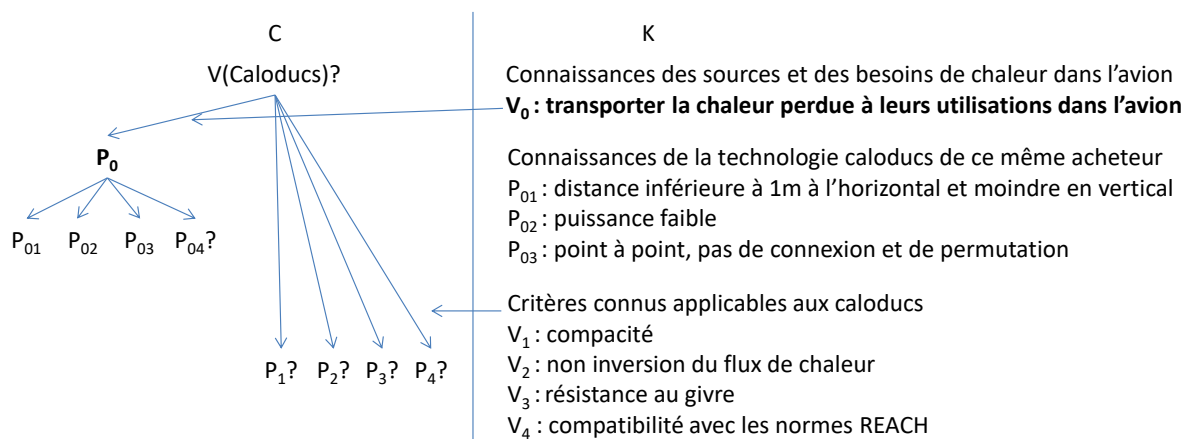 C
K
V(Caloducs)?
Connaissances des sources et des besoins de chaleur dans l’avion
V₀ : transporter la chaleur perdue à leurs utilisations dans l’avion
P₀
Connaissances de la technologie caloducs de ce même acheteur
P₀₁ : distance inférieure à 1m à l’horizontal et moindre en vertical
P₀₂ : puissance faible
P₀₃ : point à point, pas de connexion et de permutation
P₀₁ P₀₂ P₀₃ P₀₄?
Critères connus applicables aux caloducs
V₁ : compacité
V₂ : non inversion du flux de chaleur
V₃ : résistance au givre
V₄ : compatibilité avec les normes REACH
P₁? P₂? P₃? P₄?